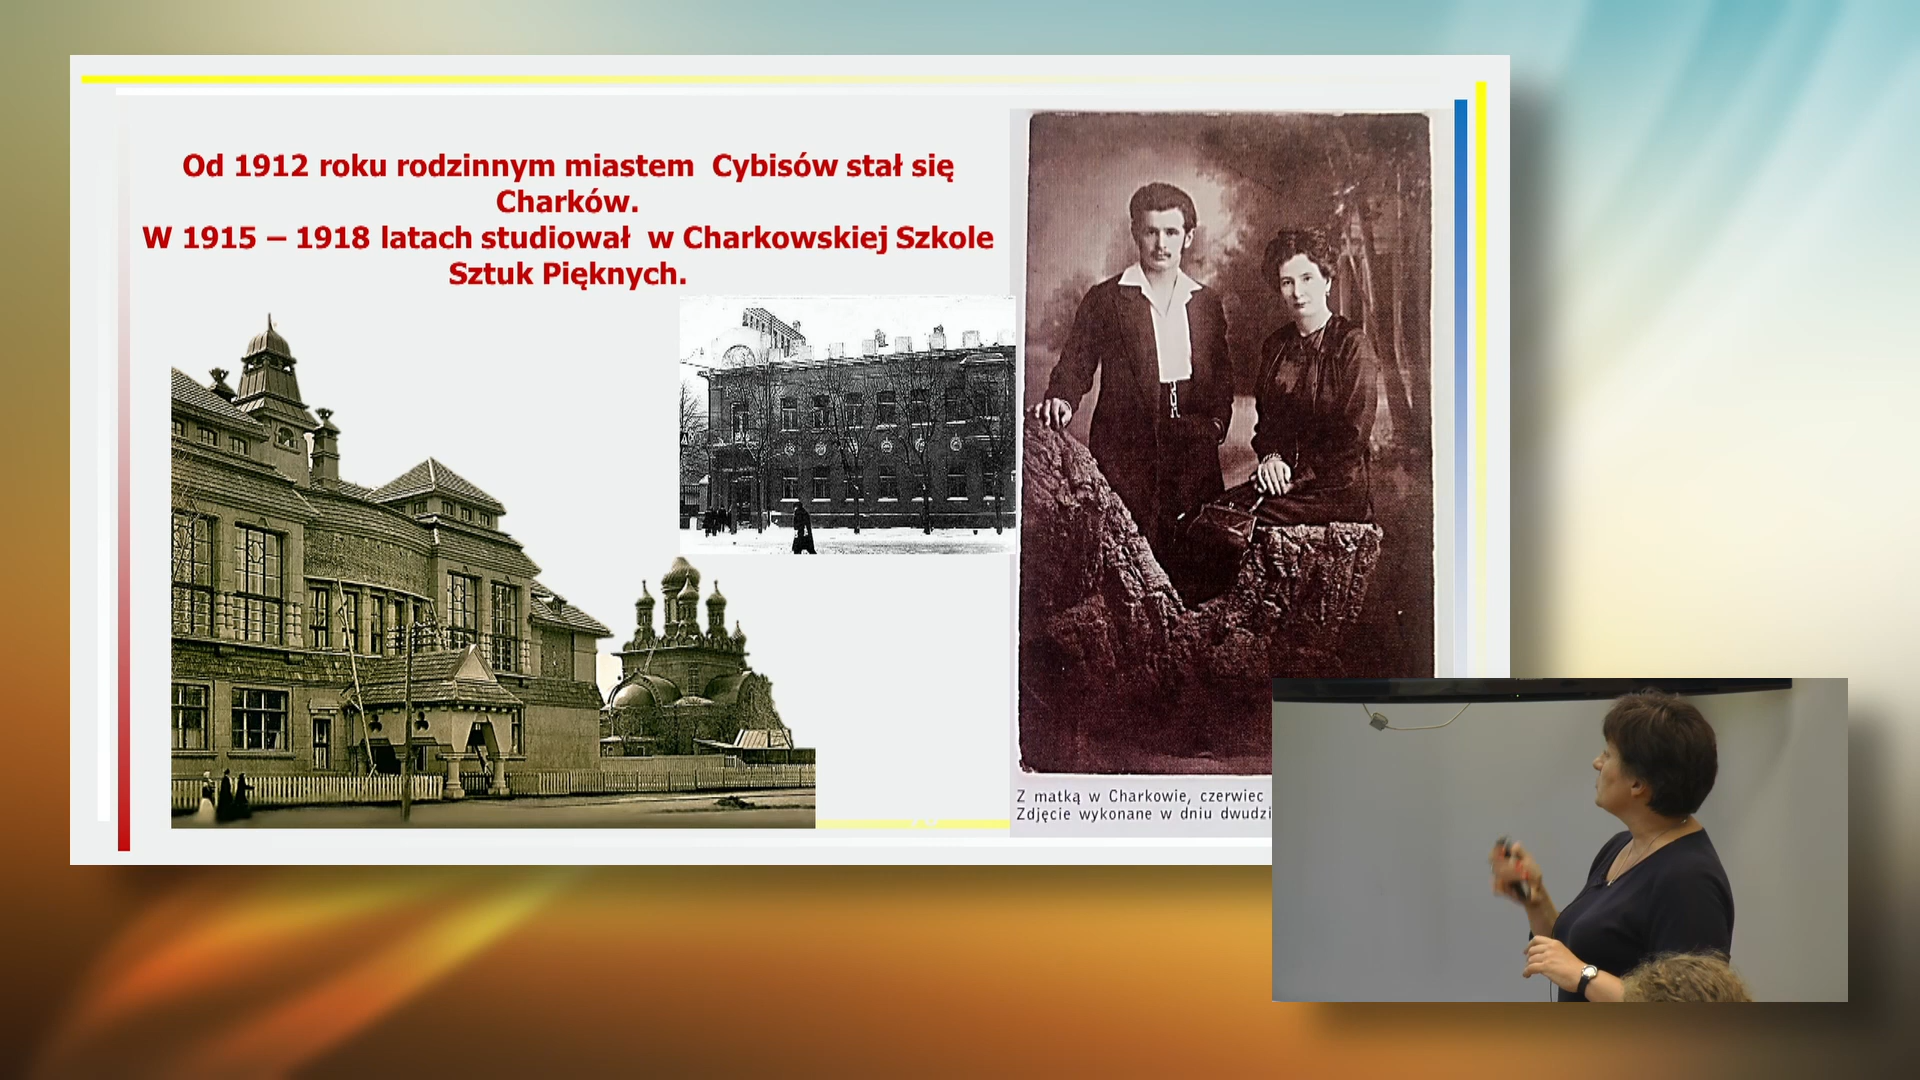 Od 1912 roku rodzinnym miastem Cybisów stał się
Charków.
W 1915 – 1918 latach studiował w Charkowskiej Szkole
Sztuk Pięknych.
Z matką w Charkowie, czerwiec
Zdjęcie wykonane w dniu